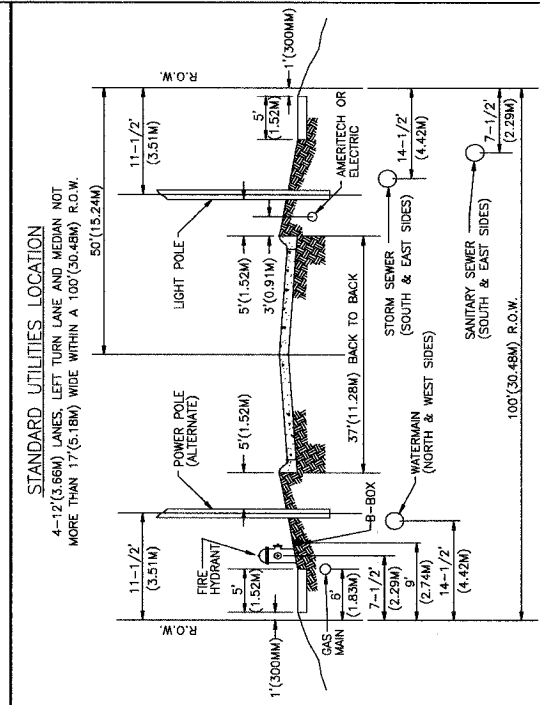 STANDARD UTILITIES LOCATION
4-12'(3.66M) LANES, LEFT TURN LANE AND MEDIAN NOT
MORE THAN 17'(5.18M) WIDE WITHIN A 100'(30.48M) R.O.W.
50'(15.24M)
11-1/2'
(3.51M)
11-1/2'
(3.51M)
R.O.W.
R.O.W.
POWER POLE
(ALTERNATE)
LIGHT POLE
FIRE
HYDRANT
5'
(1.52M)
5'(1.52M)
5'(1.52M)
3'(0.91M)
5'
(1.52M)
1'(300MM)
1'(300MM)
AMERITECH OR
ELECTRIC
37'(11.28M) BACK TO BACK
B-BOX
GAS
MAIN
6'
(1.83M)
7-1/2'
(2.29M)
9'
(2.74M)
14-1/2'
(4.42M)
WATERMAIN
(NORTH & WEST SIDES)
STORM SEWER
(SOUTH & EAST SIDES)
14-1/2'
(4.42M)
SANITARY SEWER
(SOUTH & EAST SIDES)
7-1/2'
(2.29M)
100'(30.48M) R.O.W.